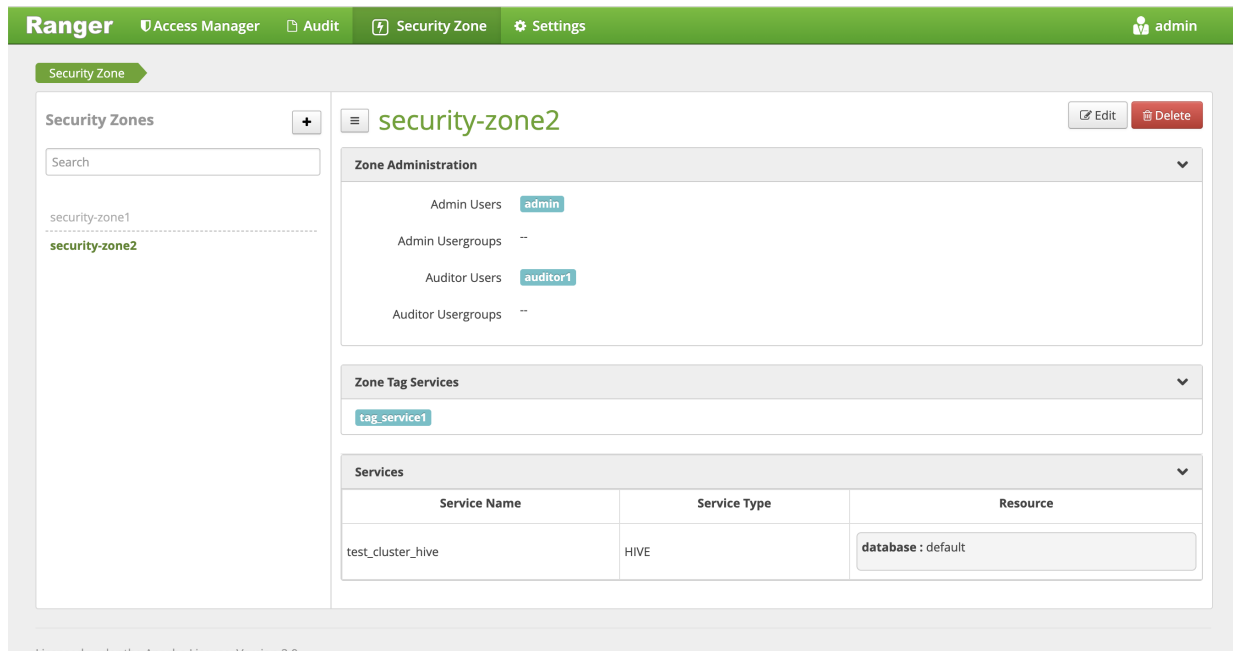 Ranger Access Manager Audit Security Zone Settings admin
Security Zone
Security Zones
Search
security-zone1
security-zone2
security-zone2 Edit Delete
Zone Administration
Admin Users admin
Admin Usergroups --
Auditor Users auditor1
Auditor Usergroups --
Zone Tag Services
tag_service1
Services
Service Name Service Type Resource
test_cluster_hive HIVE database : default